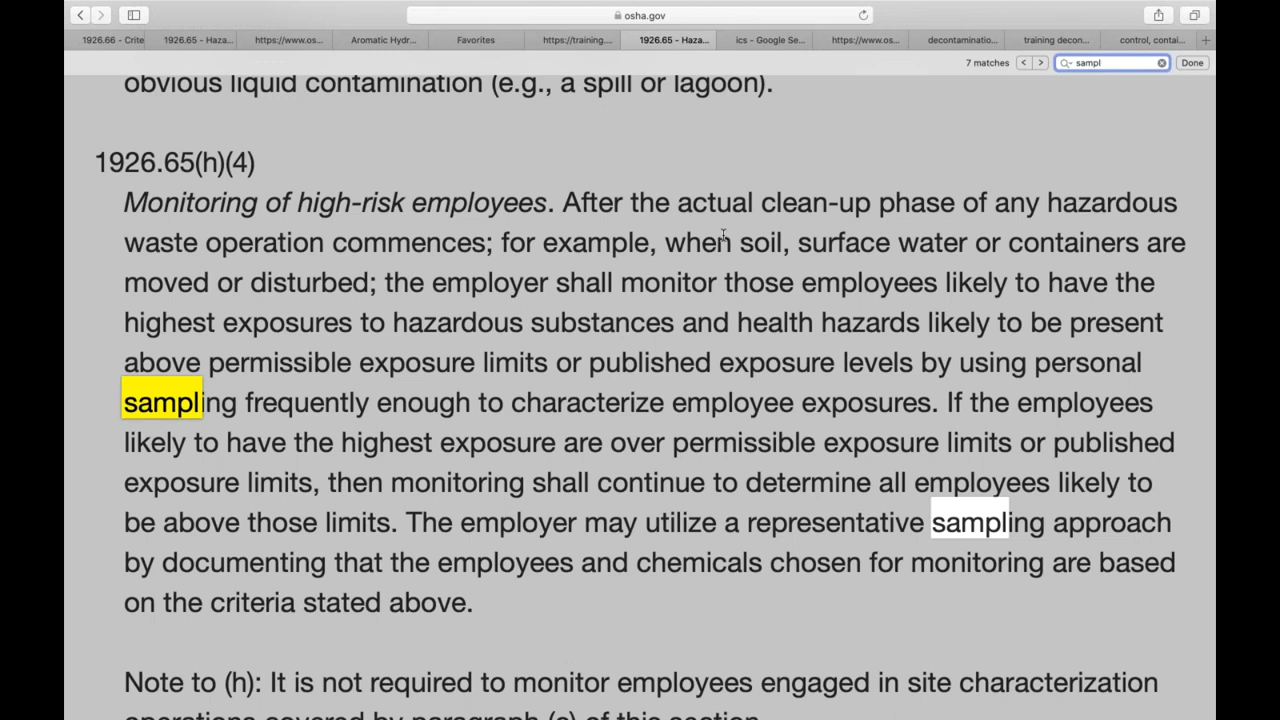 osha.gov
1926.66 - Crite
1926.65 - Haza...
https://www.os...
Aromatic Hydr...
Favorites
https://training....
1926.65 - Haza...
ics - Google Se...
https://www.os...
decontaminatio...
training decon...
control, contai...
7 matches
sampl
Done
obvious liquid contamination (e.g., a spill or lagoon).
1926.65(h)(4)
Monitoring of high-risk employees. After the actual clean-up phase of any hazardous
waste operation commences; for example, when soil, surface water or containers are
moved or disturbed; the employer shall monitor those employees likely to have the
highest exposures to hazardous substances and health hazards likely to be present
above permissible exposure limits or published exposure levels by using personal
sampling frequently enough to characterize employee exposures. If the employees
likely to have the highest exposure are over permissible exposure limits or published
exposure limits, then monitoring shall continue to determine all employees likely to
be above those limits. The employer may utilize a representative sampling approach
by documenting that the employees and chemicals chosen for monitoring are based
on the criteria stated above.
Note to (h): It is not required to monitor employees engaged in site characterization
operations covered by paragraph (c) of this section.